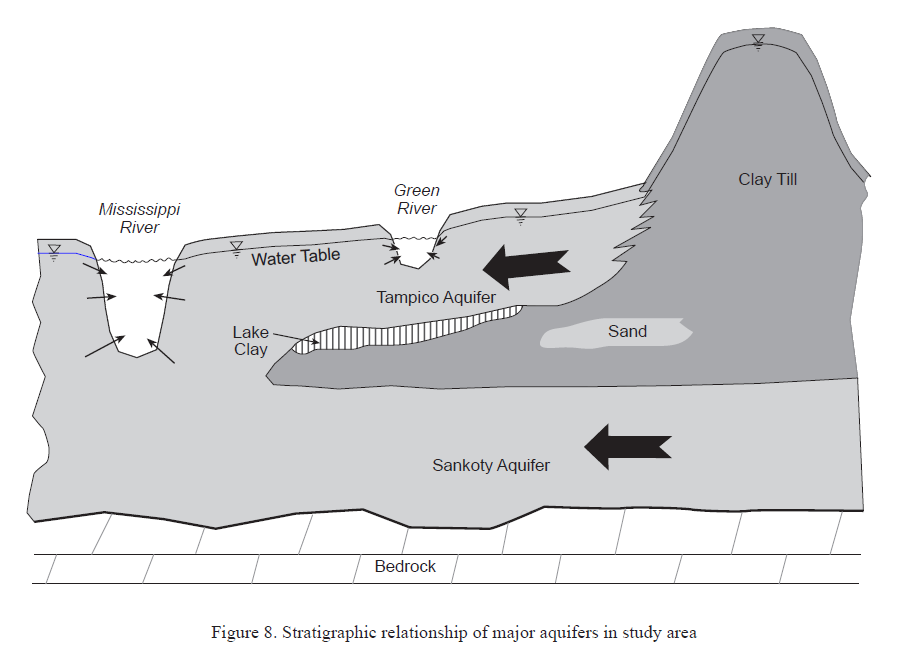 Clay Till
Green
River
Mississippi
River
Water Table
Tampico Aquifer
Lake
Clay
Sand
Sankoty Aquifer
Bedrock
Figure 8. Stratigraphic relationship of major aquifers in study area